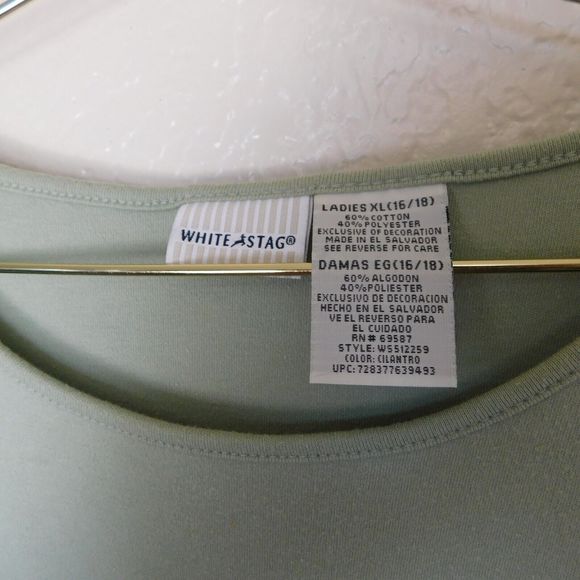 WHITE STAG®
LADIES XL(16/18)
60% COTTON
40% POLYESTER
EXCLUSIVE OF DECORATION
MADE IN EL SALVADOR
SEE REVERSE FOR CARE
DAMAS EG(16/18)
60% ALGODON
40% POLIESTER
EXCLUSIVO DE DECORACION
HECHO EN EL SALVADOR
VE EL REVERSO PARA
EL CUIDADO
RN# 69587
STYLE: WS512259
COLOR: CILANTRO
UPC: 728377639493